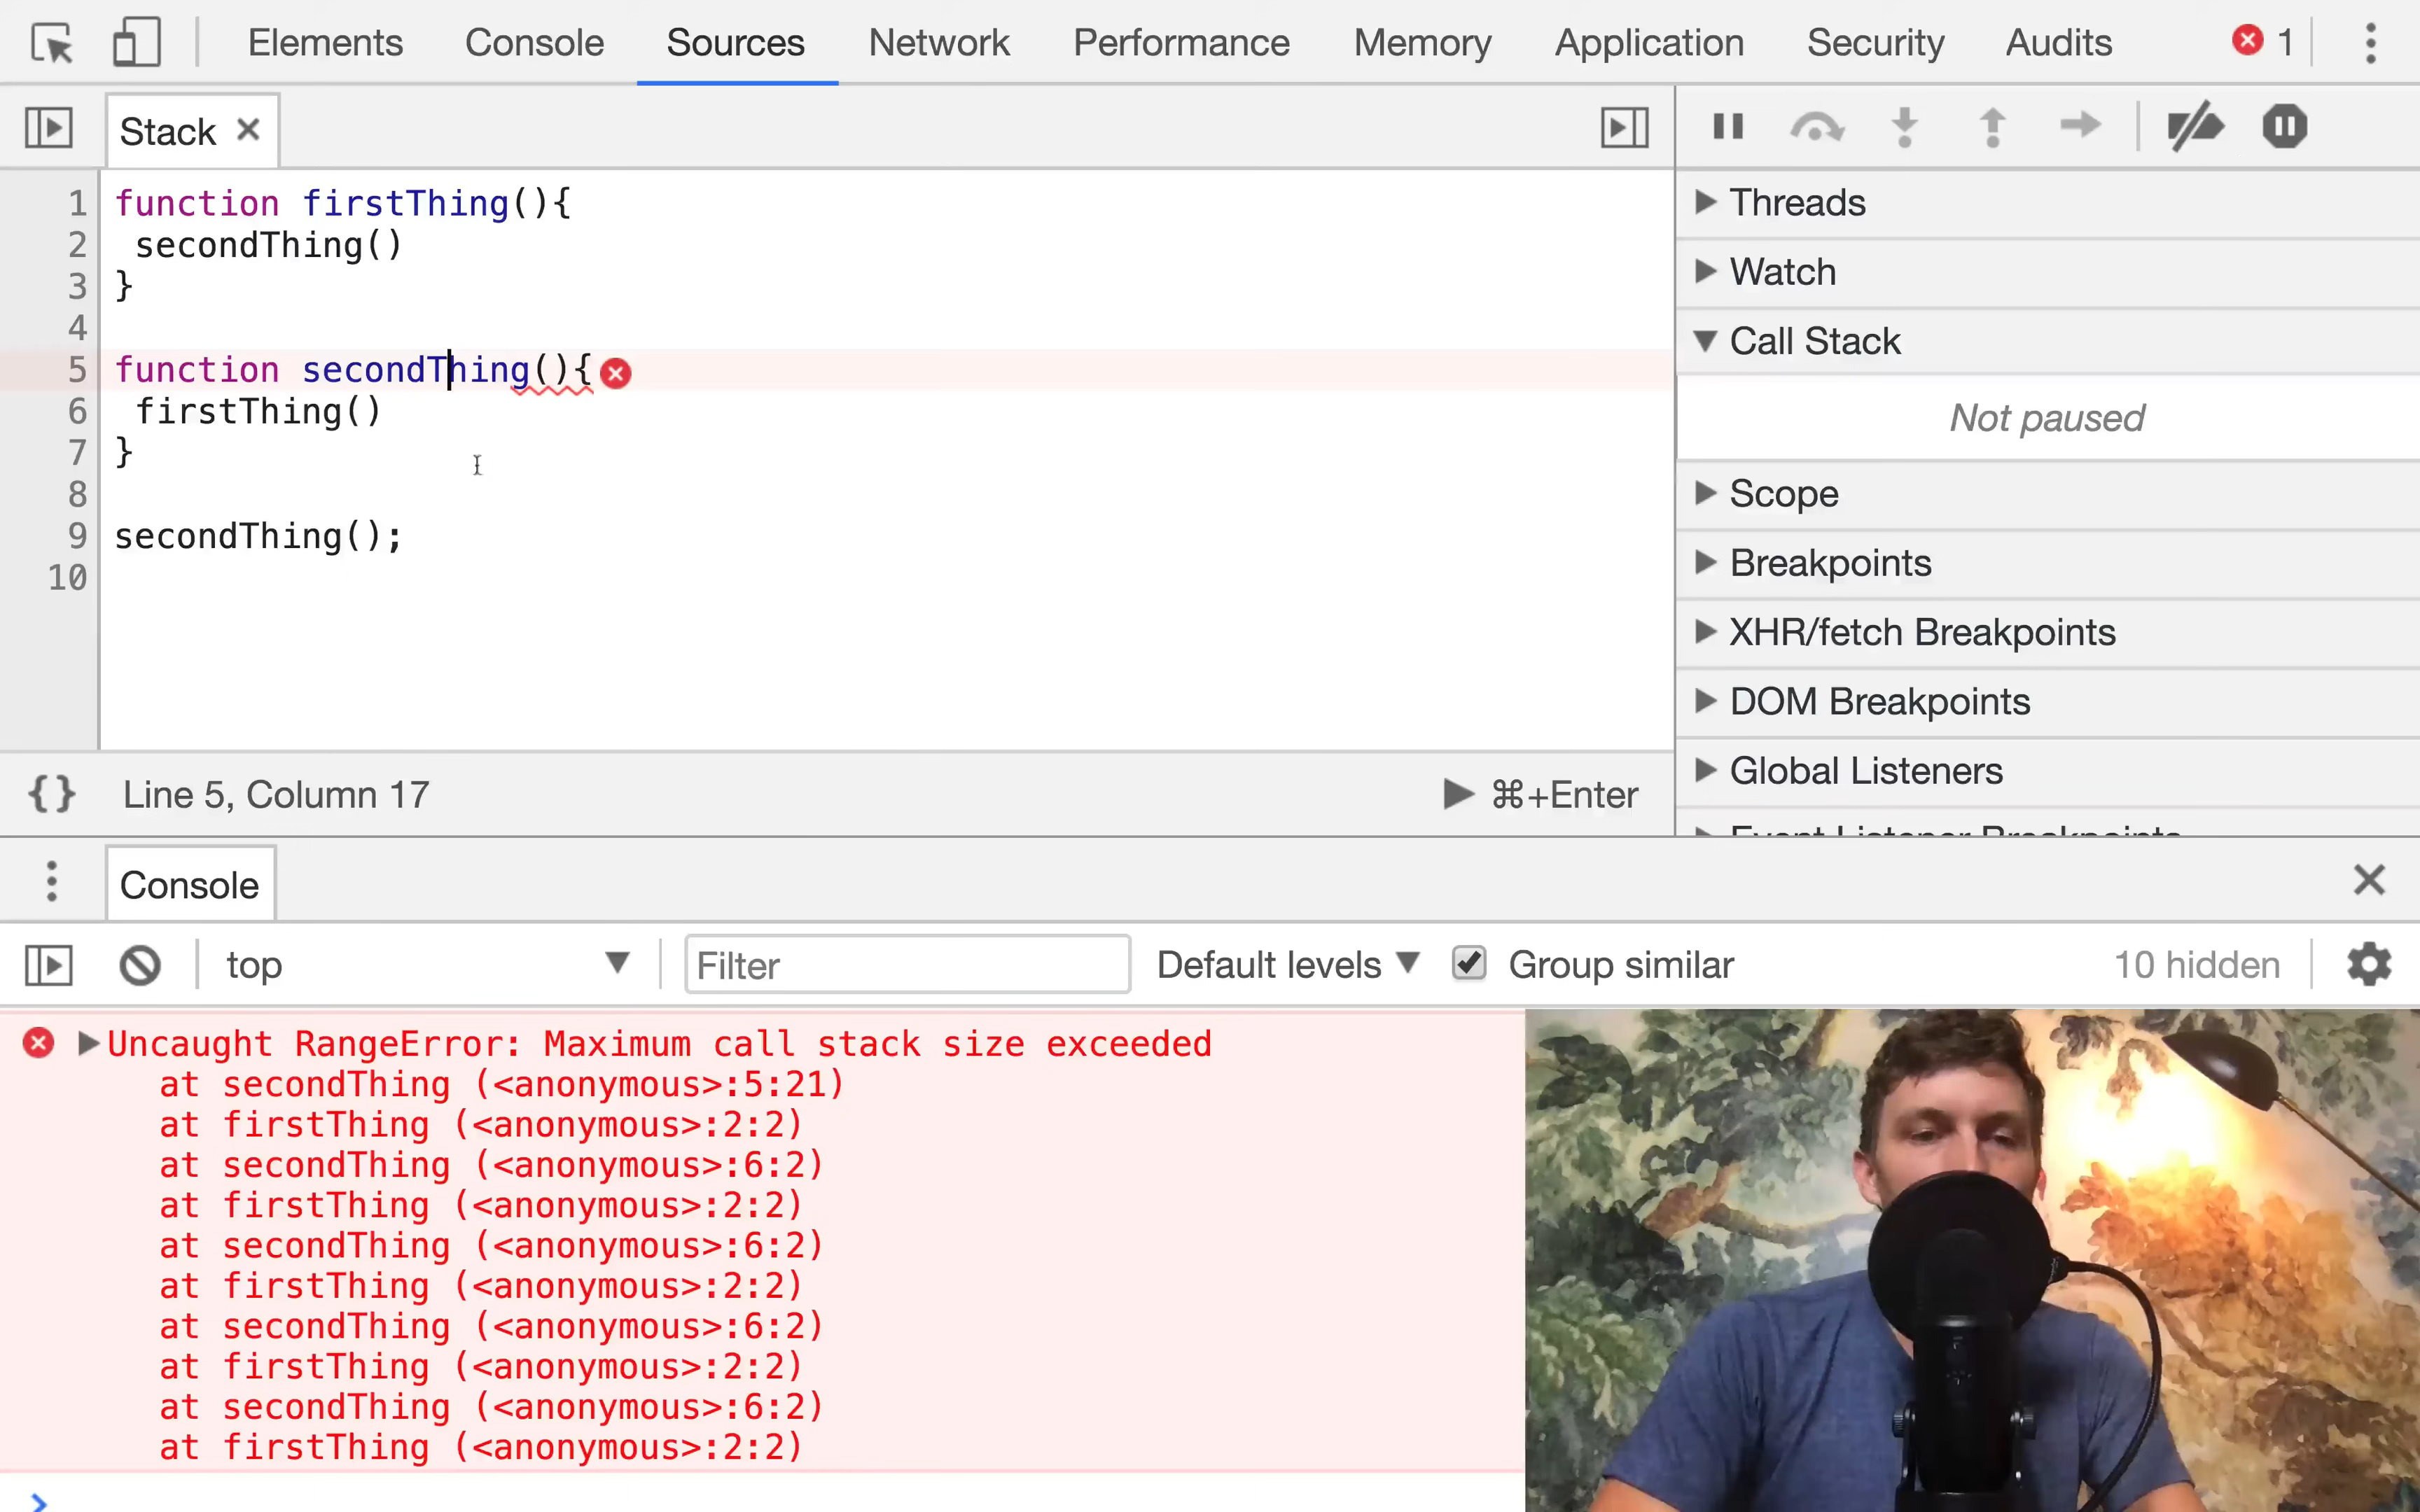 Elements Console Sources Network Performance Memory Application Security Audits 1
Stack
1 function firstThing(){
2 secondThing()
3 }
4
5 function secondThing(){
6 firstThing()
7 }
8
9 secondThing();
10
Threads
Watch
Call Stack
Not paused
Scope
Breakpoints
XHR/fetch Breakpoints
DOM Breakpoints
Global Listeners
Event Listener Breakpoints
{} Line 5, Column 17 ⌘+Enter
Console
top Filter Default levels Group similar 10 hidden
Uncaught RangeError: Maximum call stack size exceeded
at secondThing (<anonymous>:5:21)
at firstThing (<anonymous>:2:2)
at secondThing (<anonymous>:6:2)
at firstThing (<anonymous>:2:2)
at secondThing (<anonymous>:6:2)
at firstThing (<anonymous>:2:2)
at secondThing (<anonymous>:6:2)
at firstThing (<anonymous>:2:2)
at secondThing (<anonymous>:6:2)
at firstThing (<anonymous>:2:2)